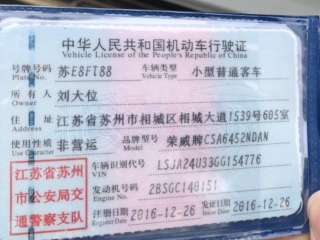 中华人民共和国机动车行驶证
Vehicle License of the People's Republic of China
号牌号码 苏E8FT88 车辆类型 小型普通客车
Plate No. Vehicle Type
所有人 刘大位
Owner
住址 江苏省苏州市相城区相城大道1539号605室
Address
使用性质 非营运 品牌型号 荣威牌CSA6452NDAN
Use Character Model
车辆识别代号 LSJA24U33GG154776
VIN
江苏省苏州市公安局交通警察支队
发动机号码 2BSGC140151
Engine No.
注册日期 2016-12-26 发证日期 2016-12-26
Register Date Issue Date